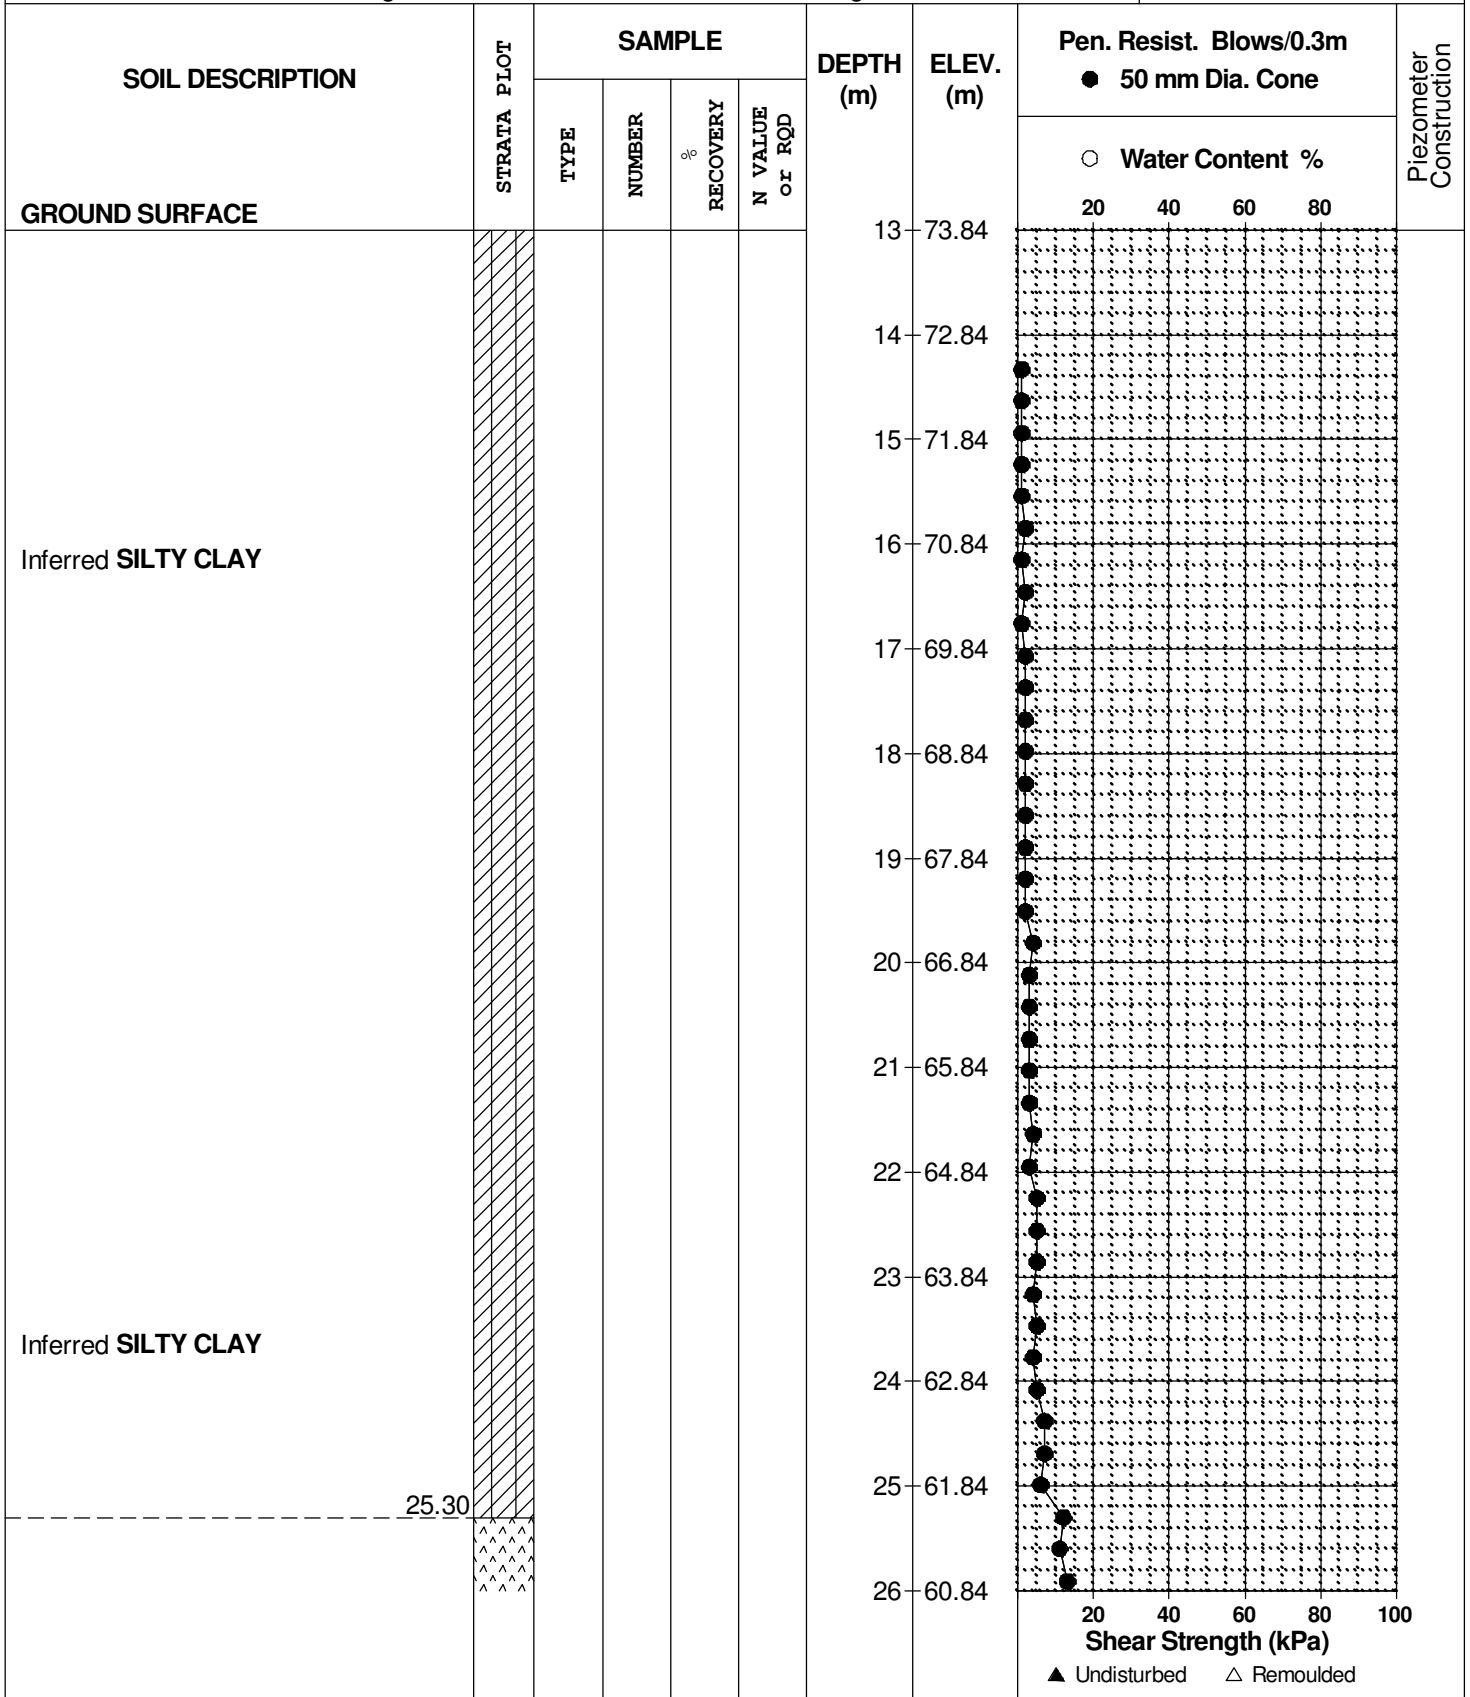 SOIL DESCRIPTION
GROUND SURFACE
STRATA PLOT
SAMPLE
TYPE
NUMBER
%
RECOVERY
N VALUE
or RQD
DEPTH
(m)
ELEV.
(m)
Pen. Resist. Blows/0.3m
● 50 mm Dia. Cone
○ Water Content %
20 40 60 80
Piezometer
Construction
13 73.84
14 72.84
15 71.84
Inferred SILTY CLAY
16 70.84
17 69.84
18 68.84
19 67.84
20 66.84
21 65.84
22 64.84
23 63.84
Inferred SILTY CLAY
24 62.84
25 61.84
25.30
26 60.84
20 40 60 80 100
Shear Strength (kPa)
▲ Undisturbed △ Remoulded